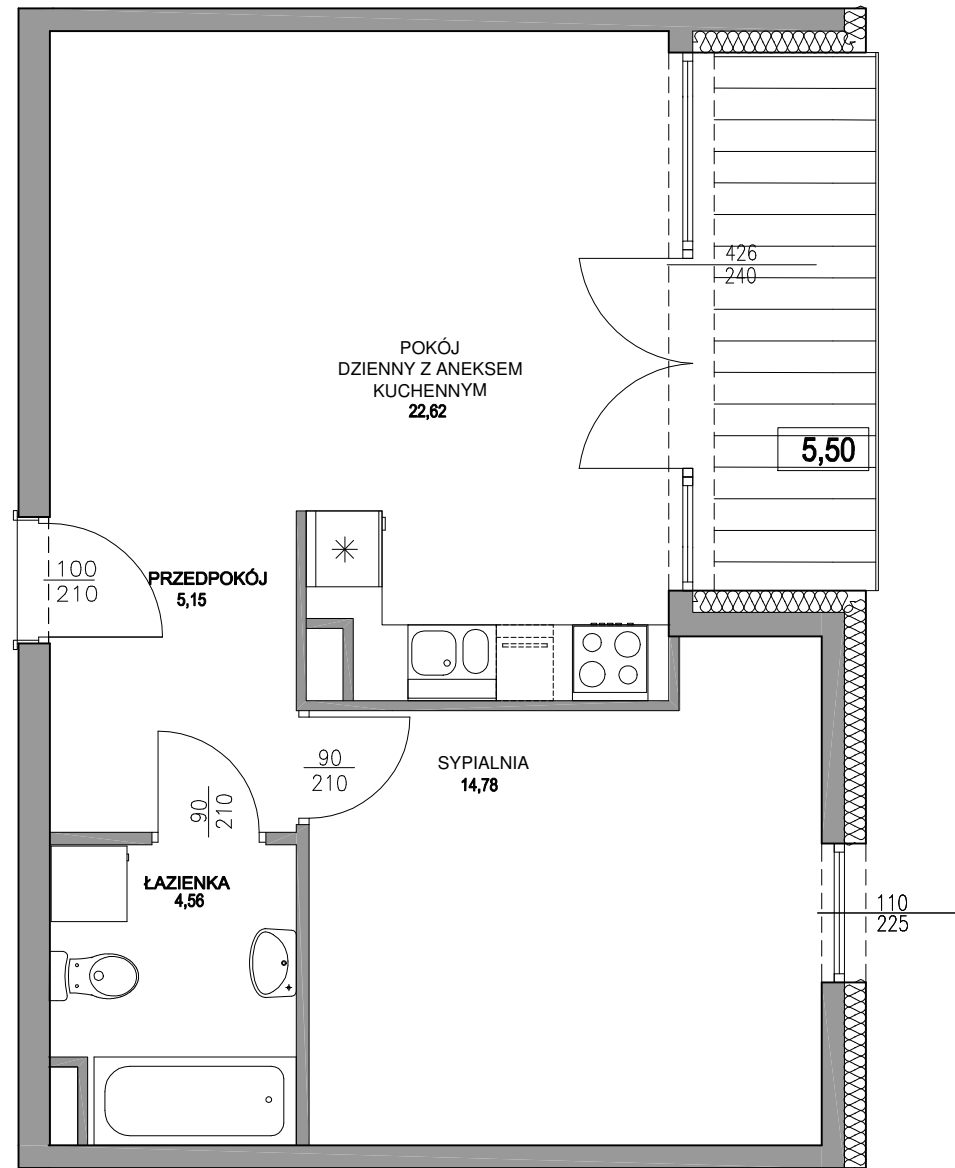 426
240
POKÓJ
DZIENNY Z ANEKSEM
KUCHENNYM
22,62
5,50
100
210
PRZEDPOKÓJ
5,15
90
210
SYPIALNIA
14,78
90
210
ŁAZIENKA
4,56
110
225